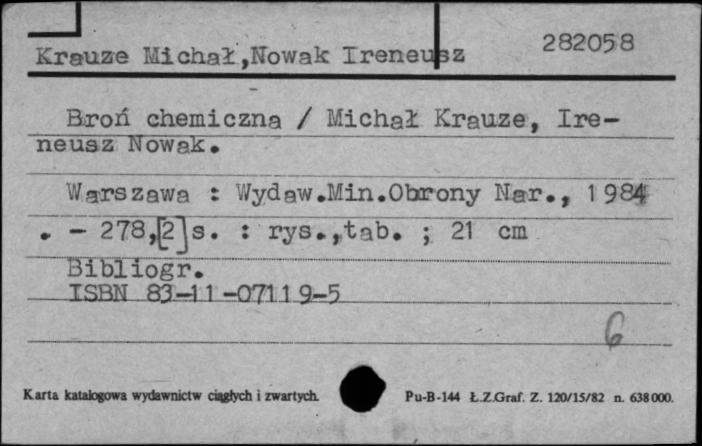 Krauze Michał,Nowak Ireneusz 282058
Broń chemiczna / Michał Krauze, Ire-
neusz Nowak.
Warszawa : Wydaw.Min.Obrony Nar., 1984
. - 278,[2]s. : rys.,tab. ; 21 cm
Bibliogr.
ISBN 83-11-07119-5
6
Karta katalogowa wydawnictw ciągłych i zwartych. Pu-B-144 Ł.Z.Graf. Z. 120/15/82 n. 638000.